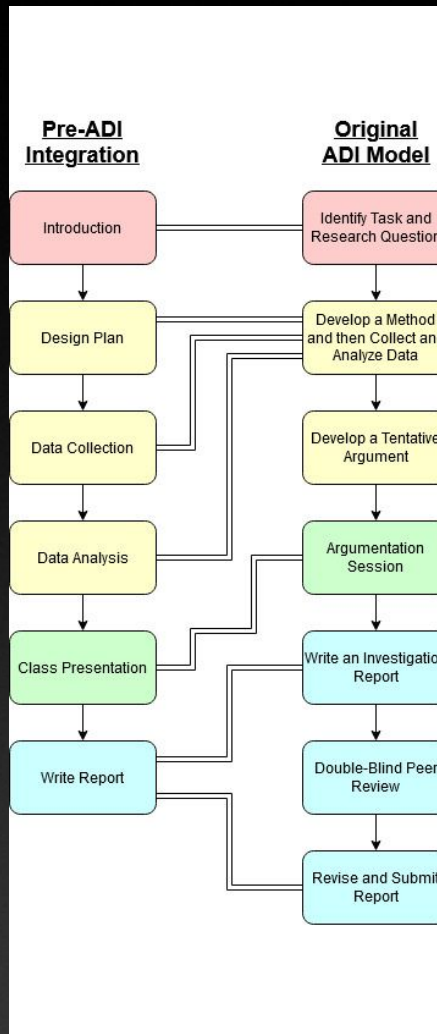 Pre-ADI
Integration
Introduction
Design Plan
Data Collection
Data Analysis
Class Presentation
Write Report
Original
ADI Model
Identify Task and
Research Question
Develop a Method
and then Collect an
Analyze Data
Develop a Tentative
Argument
Argumentation
Session
Write an Investigatio
Report
Double-Blind Peer
Review
Revise and Submit
Report